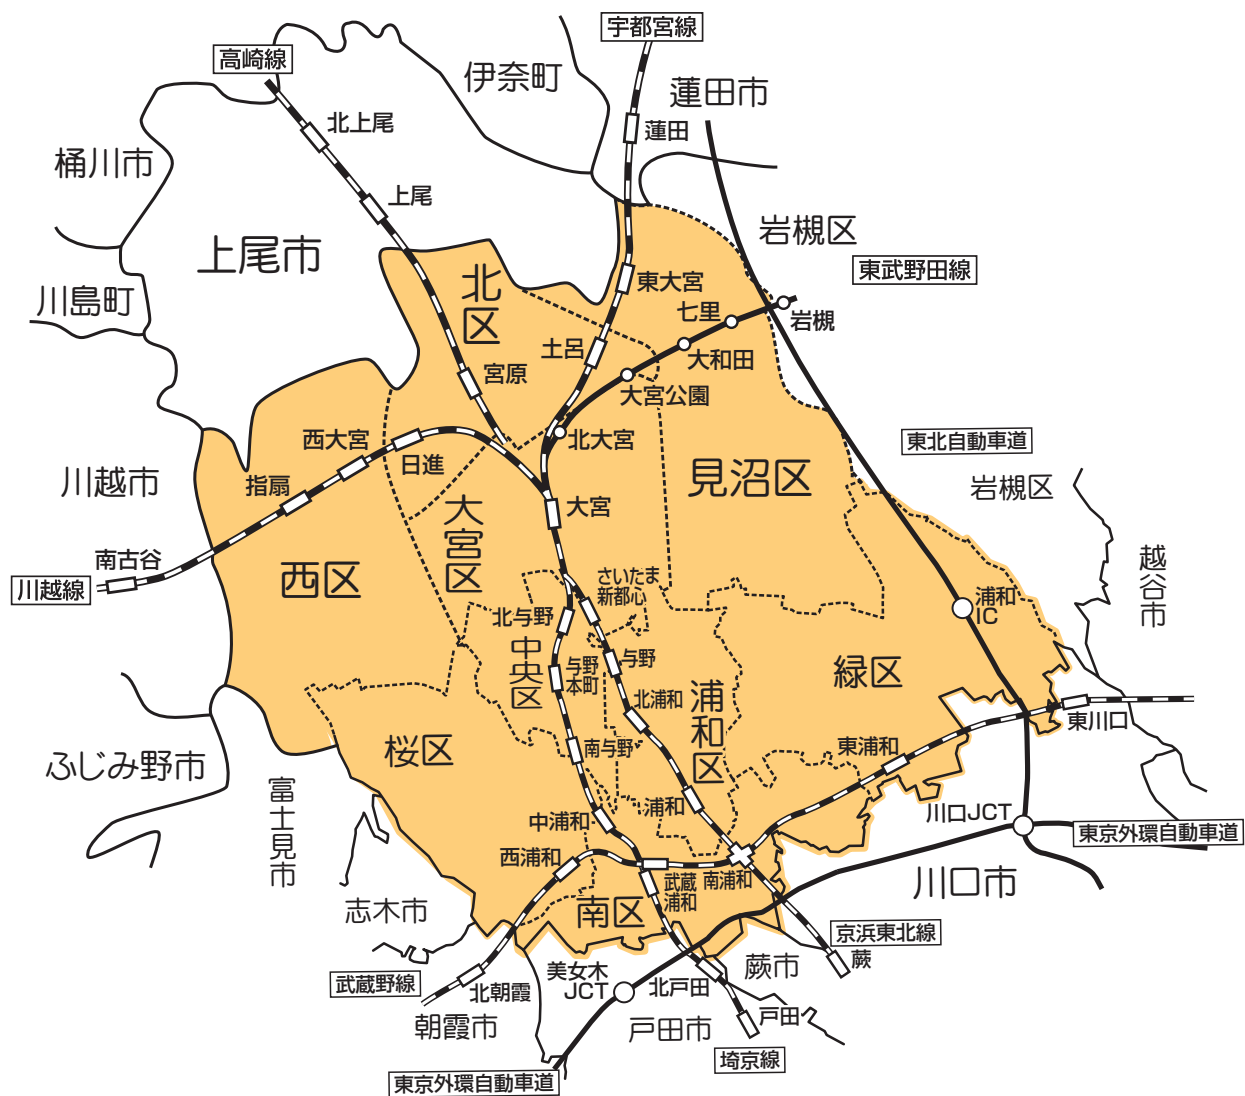 宇都宮線
高崎線
伊奈町
蓮田市
北上尾
蓮田
桶川市
上尾
岩槻区
上尾市
東武野田線
川島町
北区
東大宮
七里
岩槻
土呂
大和田
宮原
大宮公園
西大宮
日進
北大宮
東北自動車道
川越市
指扇
見沼区
岩槻区
大宮
大宮区
南古谷
越谷市
川越線
西区
さいたま
新都心
浦和
IC
北与野
中央区
与野
与野
本町
緑区
北浦和
浦和区
東川口
桜区
南与野
東浦和
ふじみ野市
富士見市
浦和
中浦和
川口JCT
東京外環自動車道
西浦和
武蔵
浦和
南浦和
川口市
志木市
南区
京浜東北線
蕨
蕨市
武蔵野線
北朝霞
美女木
JCT
北戸田
朝霞市
戸田市
戸田
埼京線
東京外環自動車道